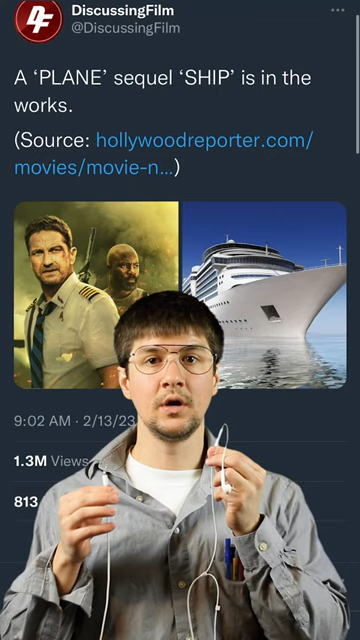 DF
DiscussingFilm
@DiscussingFilm
A ‘PLANE’ sequel ‘SHIP’ is in the
works.
(Source: hollywoodreporter.com/
movies/movie-n...)
9:02 AM · 2/13/23
1.3M Views
813